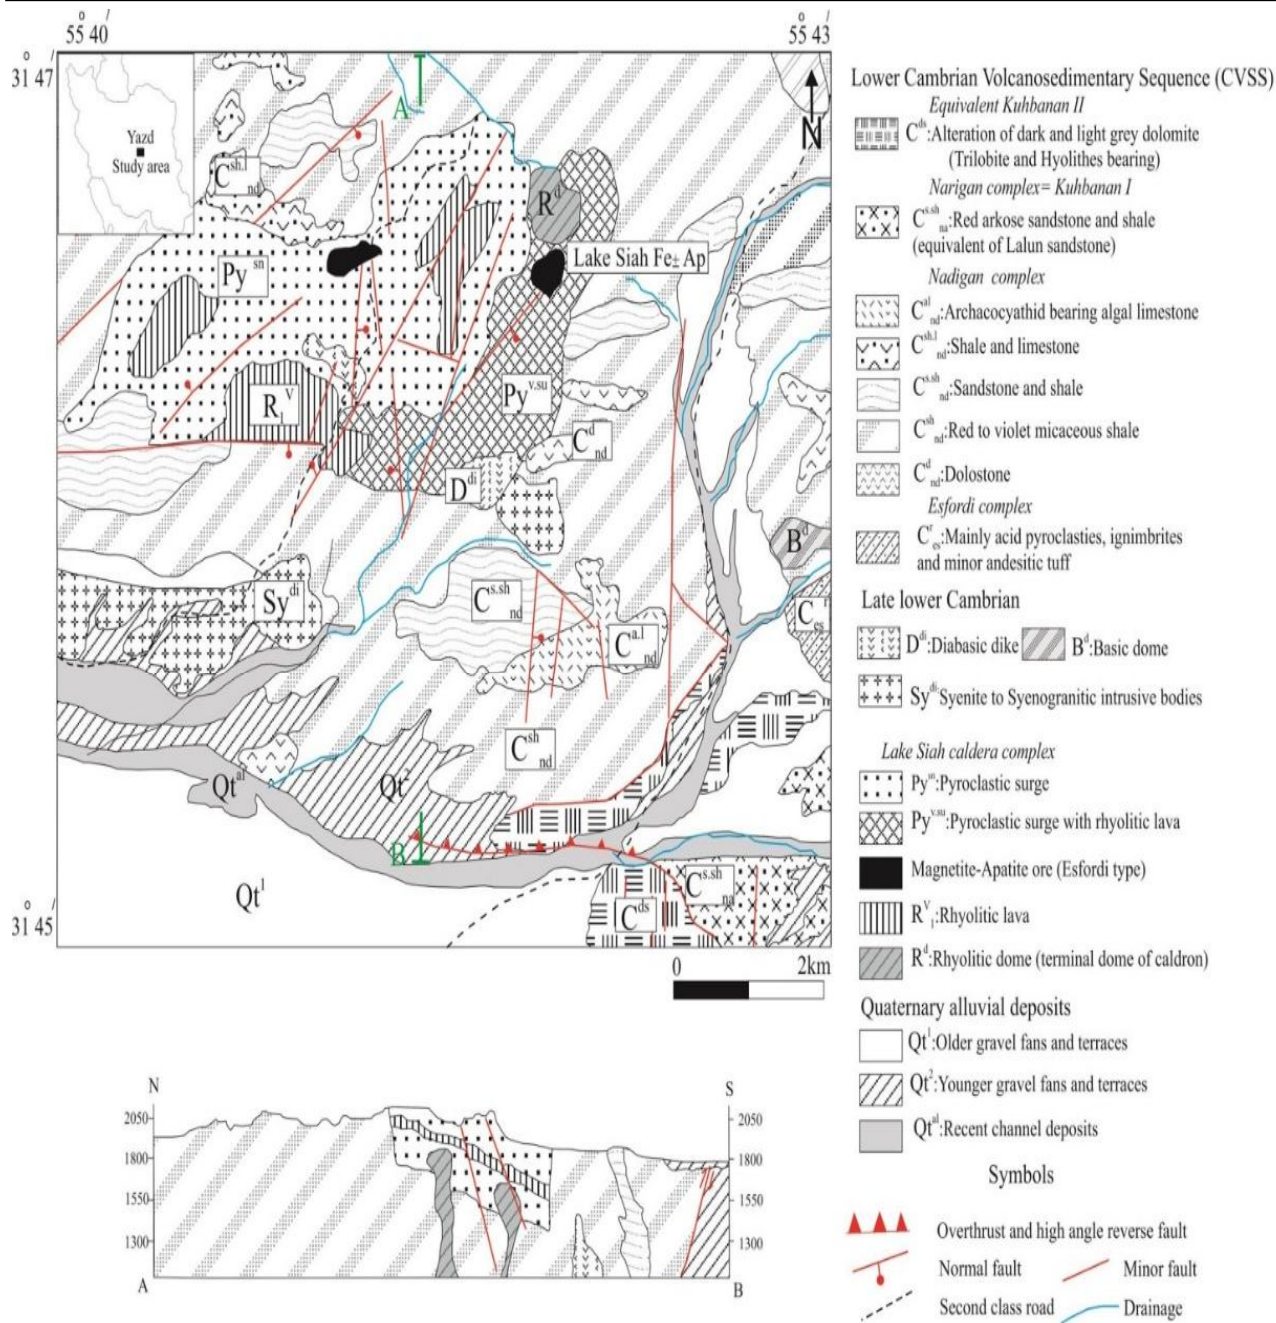 55° 40′
55° 43′
31° 47′
31° 45′
Yazd
Study area
A
N
C sh.l nd
R d
Lake Siah Fe± Ap
Py sn
R 1 V
Py v.su
C d nd
D di
B d
Sy di
C s.sh nd
C a.l nd
C r es
C sh nd
Qt al
Qt 2
B
Qt 1
C s.sh na
C ds
0 2km
Lower Cambrian Volcanosedimentary Sequence (CVSS)
Equivalent Kuhbanan II
C ds:Alteration of dark and light grey dolomite
(Trilobite and Hyolithes bearing)
Narigan complex= Kuhbanan I
C s.sh na:Red arkose sandstone and shale
(equivalent of Lalun sandstone)
Nadigan complex
C al nd:Archacocyathid bearing algal limestone
C sh.l nd:Shale and limestone
C s.sh nd:Sandstone and shale
C sh nd:Red to violet micaceous shale
C d nd:Dolostone
Esfordi complex
C r es:Mainly acid pyroclasties, ignimbrites
and minor andesitic tuff
Late lower Cambrian
D di:Diabasic dike B d:Basic dome
Sy di Syenite to Syenogranitic intrusive bodies
Lake Siah caldera complex
Py sn:Pyroclastic surge
Py v.su:Pyroclastic surge with rhyolitic lava
Magnetite-Apatite ore (Esfordi type)
R V 1:Rhyolitic lava
R d:Rhyolitic dome (terminal dome of caldron)
Quaternary alluvial deposits
Qt 1:Older gravel fans and terraces
Qt 2:Younger gravel fans and terraces
Qt al:Recent channel deposits
Symbols
Overthrust and high angle reverse fault
Normal fault Minor fault
Second class road Drainage
N S
2050 2050
1800 1800
1550 1550
1300 1300
A B